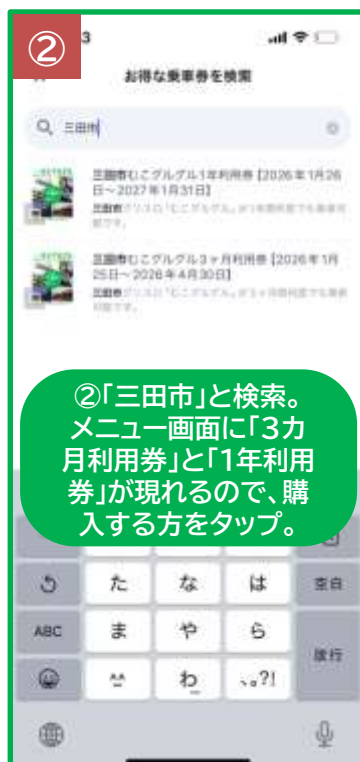 ②
3
お得な乗車券を検索
三田市
三田市むこグルグル1年利用券【2026年1月26
日～2027年1月31日】
三田市
三田市むこグルグル3ヶ月利用券【2026年1月
25日～2026年4月30日】
三田市
②「三田市」と検索。
メニュー画面に「3カ
月利用券」と「1年利用
券」が現れるので、購
入する方をタップ。
た な は 空白
ABC ま や ら
改行
^^ わ 、。?!